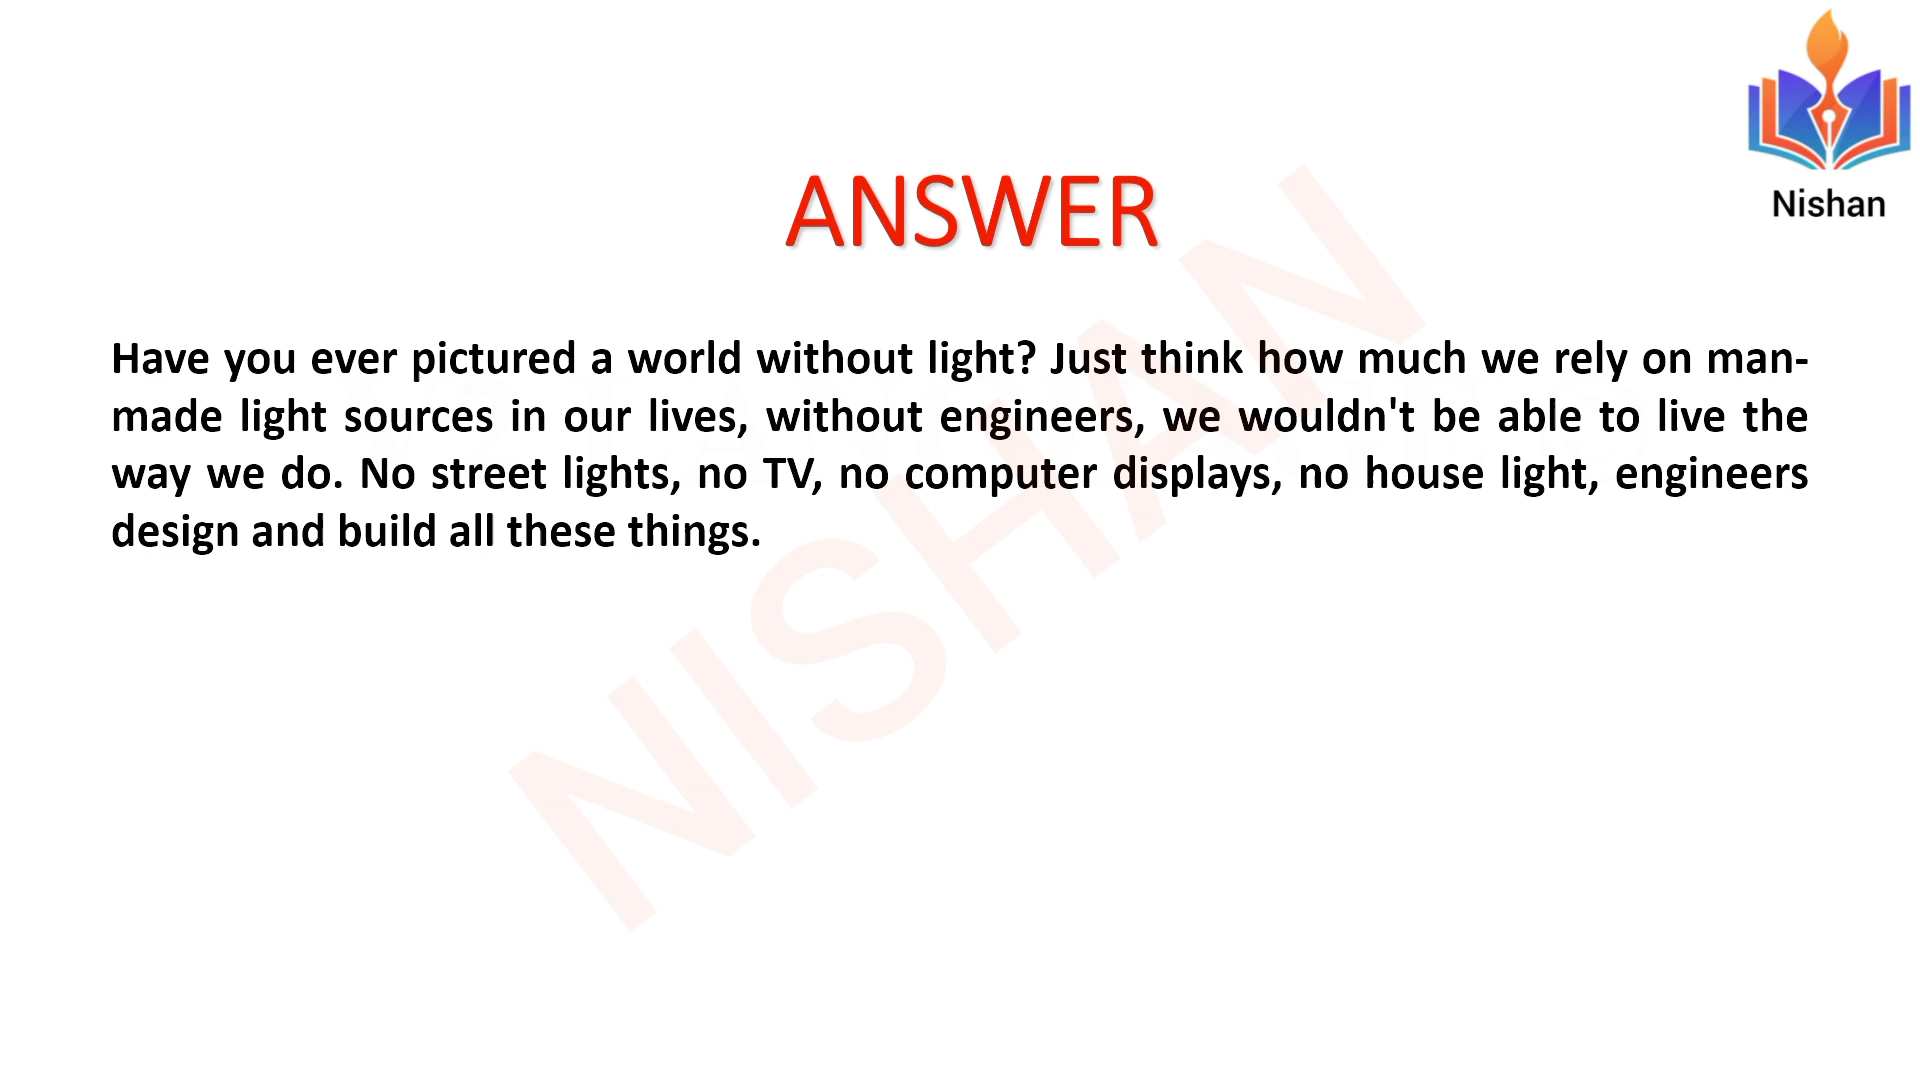 Nishan
ANSWER
Have you ever pictured a world without light? Just think how much we rely on man-
made light sources in our lives, without engineers, we wouldn't be able to live the
way we do. No street lights, no TV, no computer displays, no house light, engineers
design and build all these things.
NISHAN